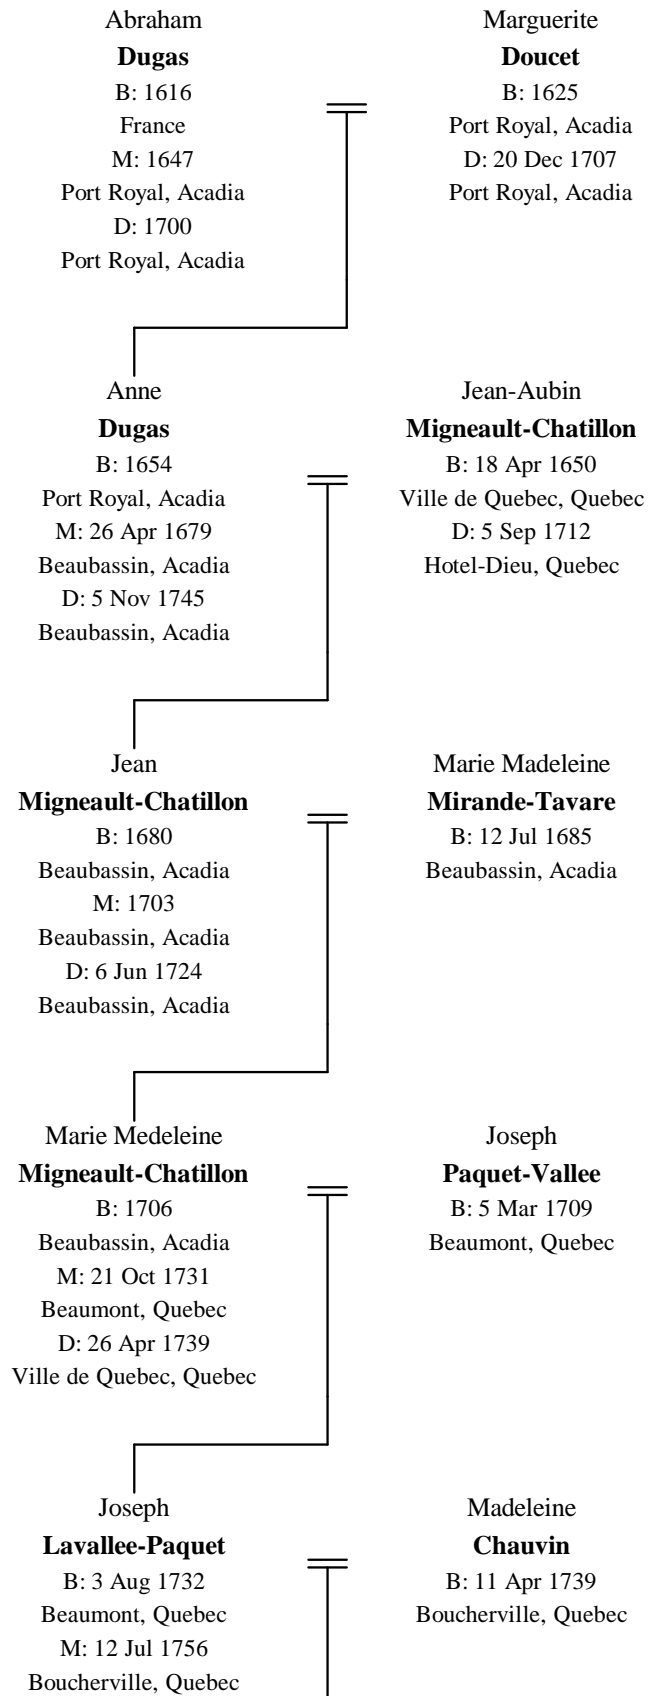 Abraham
Dugas
B: 1616
France
M: 1647
Port Royal, Acadia
D: 1700
Port Royal, Acadia
Marguerite
Doucet
B: 1625
Port Royal, Acadia
D: 20 Dec 1707
Port Royal, Acadia
Anne
Dugas
B: 1654
Port Royal, Acadia
M: 26 Apr 1679
Beaubassin, Acadia
D: 5 Nov 1745
Beaubassin, Acadia
Jean-Aubin
Migneault-Chatillon
B: 18 Apr 1650
Ville de Quebec, Quebec
D: 5 Sep 1712
Hotel-Dieu, Quebec
Jean
Migneault-Chatillon
B: 1680
Beaubassin, Acadia
M: 1703
Beaubassin, Acadia
D: 6 Jun 1724
Beaubassin, Acadia
Marie Madeleine
Mirande-Tavare
B: 12 Jul 1685
Beaubassin, Acadia
Marie Medeleine
Migneault-Chatillon
B: 1706
Beaubassin, Acadia
M: 21 Oct 1731
Beaumont, Quebec
D: 26 Apr 1739
Ville de Quebec, Quebec
Joseph
Paquet-Vallee
B: 5 Mar 1709
Beaumont, Quebec
Joseph
Lavallee-Paquet
B: 3 Aug 1732
Beaumont, Quebec
M: 12 Jul 1756
Boucherville, Quebec
Madeleine
Chauvin
B: 11 Apr 1739
Boucherville, Quebec